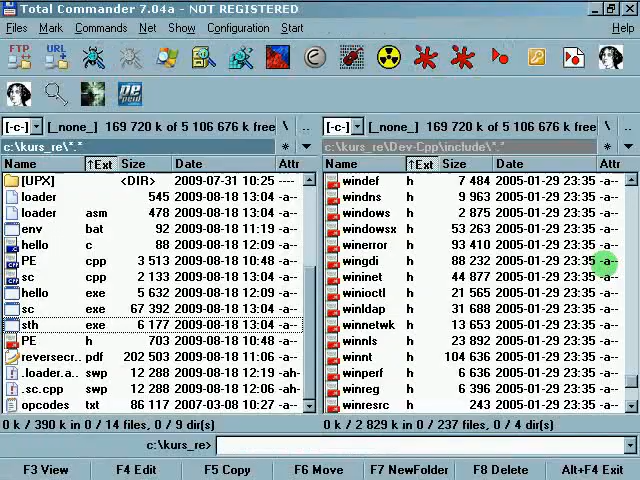 Total Commander 7.04a - NOT REGISTERED
Files Mark Commands Net Show Configuration Start Help
FTP URL
PE
PEiD
[-c-] [_none_] 169 720 k of 5 106 676 k free \ ..
[-c-] [_none_] 169 720 k of 5 106 676 k free \ ..
c:\kurs_re\*.* *
c:\kurs_re\Dev-Cpp\include\*.* *
Name ↑Ext Size Date Attr
[UPX] <DIR> 2009-07-31 10:25 ----
loader 545 2009-08-18 13:04 -a--
loader asm 478 2009-08-18 13:04 -a--
env bat 92 2009-08-18 11:19 -a--
hello c 88 2009-08-18 12:09 -a--
PE cpp 3 513 2009-08-18 10:48 -a--
sc cpp 2 133 2009-08-18 13:04 -a--
hello exe 5 632 2009-08-18 12:09 -a--
sc exe 67 392 2009-08-18 13:04 -a--
sth exe 6 177 2009-08-18 13:04 -a--
PE h 703 2009-08-18 10:48 -a--
reversecr... pdf 202 503 2009-08-18 11:06 -a--
.loader.a.. swp 12 288 2009-08-18 12:19 -ah-
.sc.cpp swp 12 288 2009-08-18 12:06 -ah-
opcodes txt 86 117 2007-03-08 10:27 -a--
0 k / 390 k in 0 / 14 files, 0 / 9 dir(s)
Name ↑Ext Size Date Attr
windef h 7 484 2005-01-29 23:35 -a--
windns h 9 963 2005-01-29 23:35 -a--
windows h 2 875 2005-01-29 23:35 -a--
windowsx h 53 263 2005-01-29 23:35 -a--
winerror h 93 410 2005-01-29 23:35 -a--
wingdi h 88 232 2005-01-29 23:35 -a--
wininet h 44 877 2005-01-29 23:35 -a--
winioctl h 21 565 2005-01-29 23:35 -a--
winldap h 31 688 2005-01-29 23:35 -a--
winnetwk h 13 653 2005-01-29 23:35 -a--
winnls h 23 892 2005-01-29 23:35 -a--
winnt h 104 636 2005-01-29 23:35 -a--
winperf h 6 636 2005-01-29 23:35 -a--
winreg h 6 396 2005-01-29 23:35 -a--
winresrc h 243 2005-01-29 23:35 -a--
0 k / 2 829 k in 0 / 237 files, 0 / 4 dir(s)
c:\kurs_re>
F3 View F4 Edit F5 Copy F6 Move F7 NewFolder F8 Delete Alt+F4 Exit